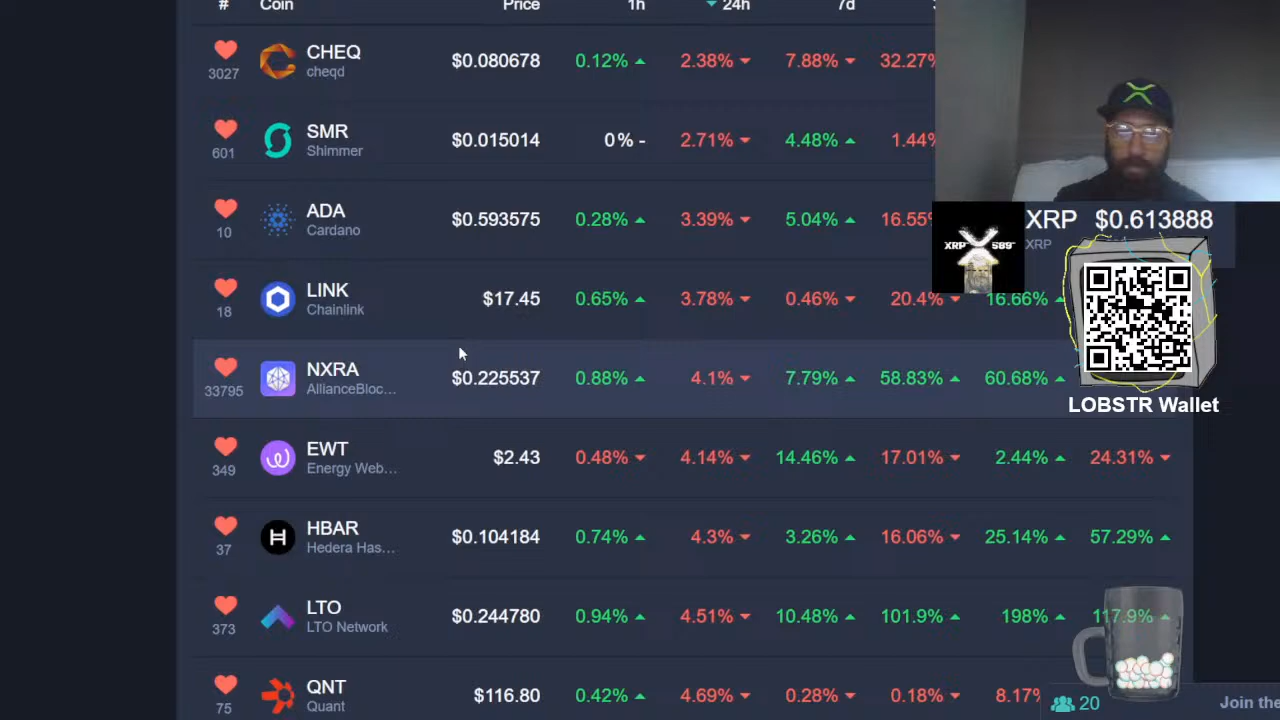 # Coin Price 1h 24h 7d
CHEQ $0.080678 0.12% 2.38% 7.88% 32.27%
3027 cheqd
SMR $0.015014 0% - 2.71% 4.48% 1.44%
601 Shimmer
ADA $0.593575 0.28% 3.39% 5.04% 16.55%
10 Cardano
XRP $0.613888
XRP 589
XRP
LINK $17.45 0.65% 3.78% 0.46% 20.4% 16.66%
18 Chainlink
NXRA $0.225537 0.88% 4.1% 7.79% 58.83% 60.68%
33795 AllianceBloc...
LOBSTR Wallet
EWT $2.43 0.48% 4.14% 14.46% 17.01% 2.44% 24.31%
349 Energy Web...
HBAR $0.104184 0.74% 4.3% 3.26% 16.06% 25.14% 57.29%
37 Hedera Has...
LTO $0.244780 0.94% 4.51% 10.48% 101.9% 198% 117.9%
373 LTO Network
QNT $116.80 0.42% 4.69% 0.28% 0.18% 8.17%
75 Quant
20 Join the